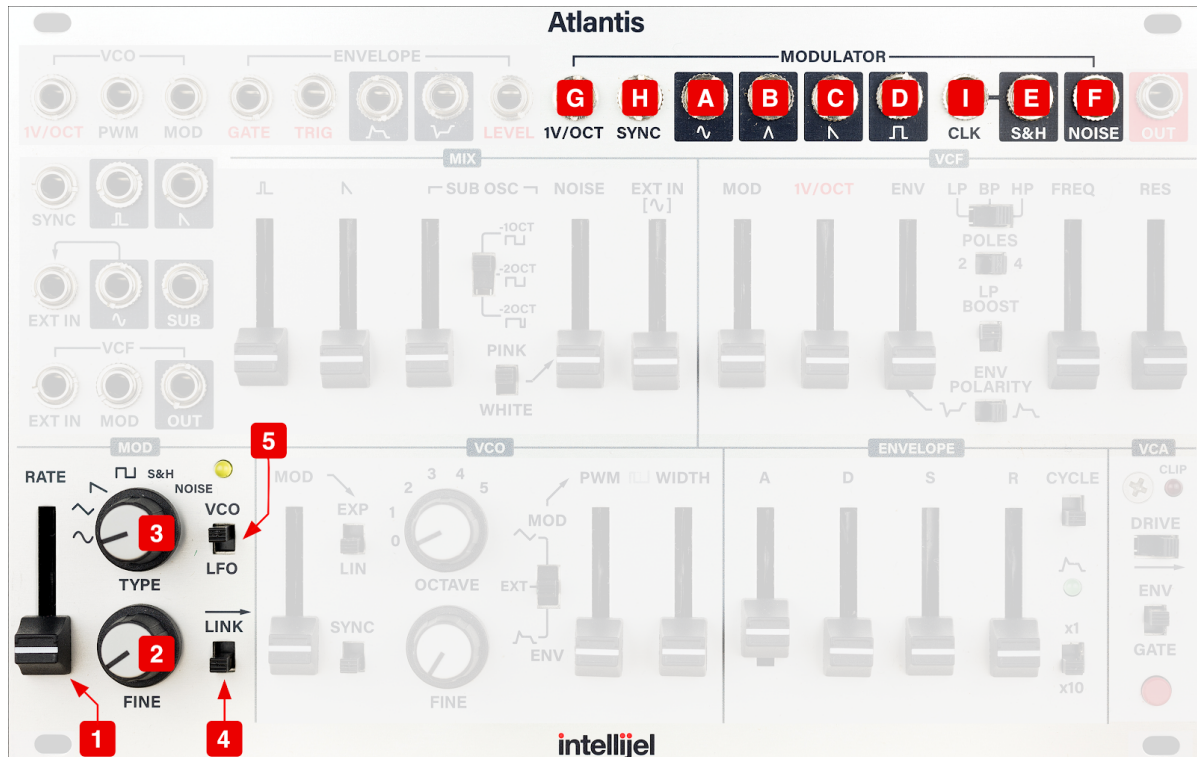 Atlantis
VCO
ENVELOPE
MODULATOR
G H A B C D I E F
1V/OCT PWM MOD GATE TRIG LEVEL 1V/OCT SYNC CLK S&H NOISE OUT
MIX VCF
SUB OSC NOISE EXT IN MOD 1V/OCT ENV LP BP HP FREQ RES
SYNC
-1OCT
POLES
2 4
-2OCT
LP
BOOST
-2OCT
EXT IN SUB
VCF
PINK
ENV
POLARITY
WHITE
EXT IN MOD OUT
5
MOD VCO ENVELOPE VCA
RATE S&H NOISE
VCO
LFO
3
TYPE
LINK
2
FINE
1 4
MOD EXP
LIN
SYNC
0 1 2 3 4 5
OCTAVE
FINE
PWM WIDTH
MOD
EXT
ENV
A D S R CYCLE
x1
x10
CLIP
DRIVE
ENV
GATE
intellijel